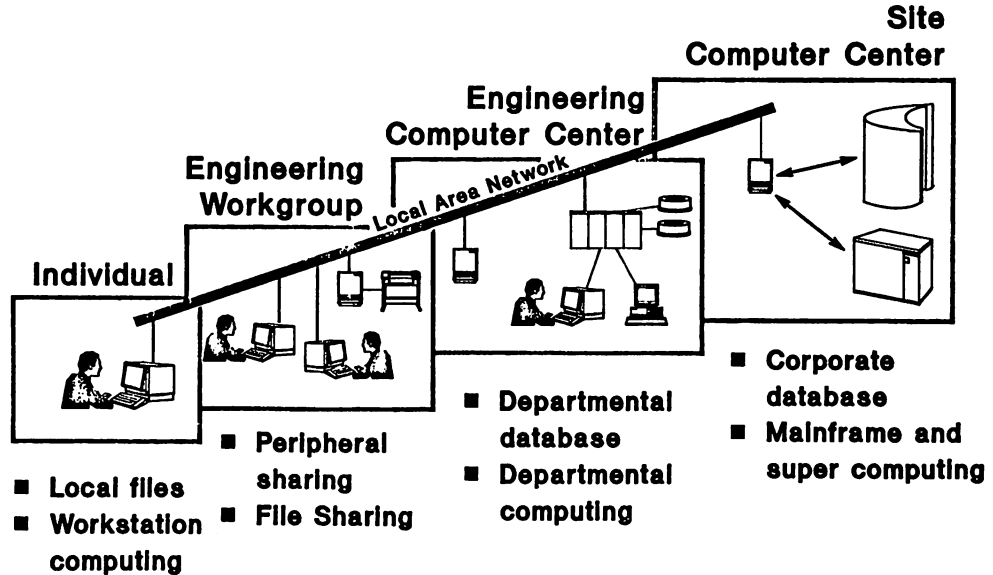 Site
Computer Center
Engineering
Computer Center
Engineering
Workgroup
Individual
Local Area Network
■ Local files
■ Workstation
computing
■ Peripheral
sharing
■ File Sharing
■ Departmental
database
■ Departmental
computing
■ Corporate
database
■ Mainframe and
super computing